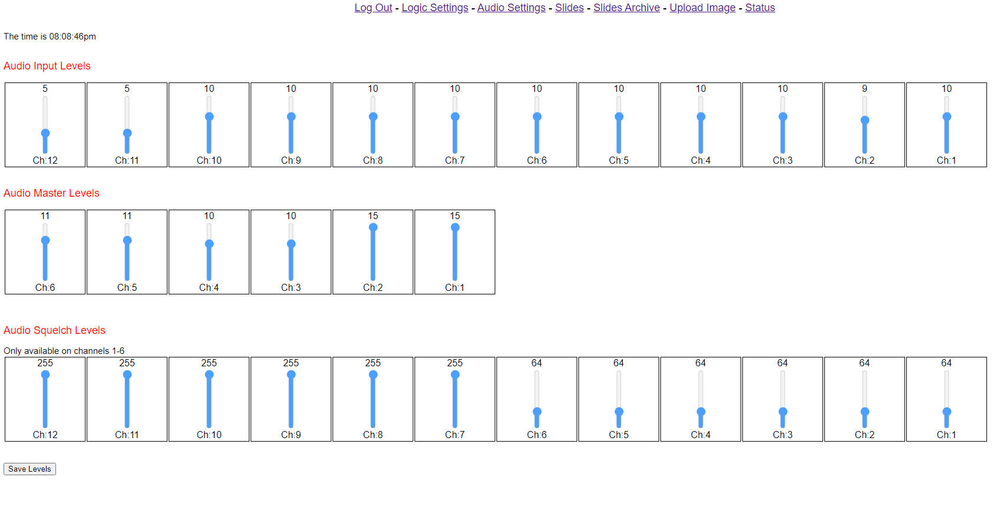 Log Out - Logic Settings - Audio Settings - Slides - Slides Archive - Upload Image - Status
The time is 08:08:46pm
Audio Input Levels
5 5 10 10 10 10 10 10 10 10 9 10
Ch:12 Ch:11 Ch:10 Ch:9 Ch:8 Ch:7 Ch:6 Ch:5 Ch:4 Ch:3 Ch:2 Ch:1
Audio Master Levels
11 11 10 10 15 15
Ch:6 Ch:5 Ch:4 Ch:3 Ch:2 Ch:1
Audio Squelch Levels
Only available on channels 1-6
255 255 255 255 255 255 64 64 64 64 64 64
Ch:12 Ch:11 Ch:10 Ch:9 Ch:8 Ch:7 Ch:6 Ch:5 Ch:4 Ch:3 Ch:2 Ch:1
Save Levels